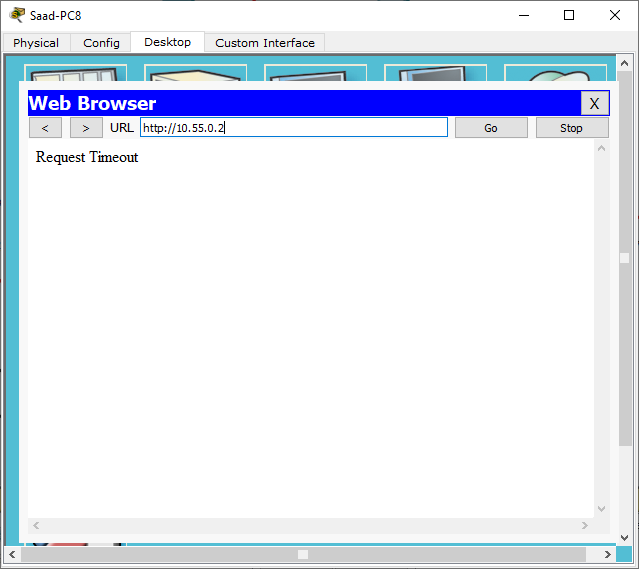 Saad-PC8
Physical Config Desktop Custom Interface
Web Browser X
< > URL http://10.55.0.2 Go Stop
Request Timeout